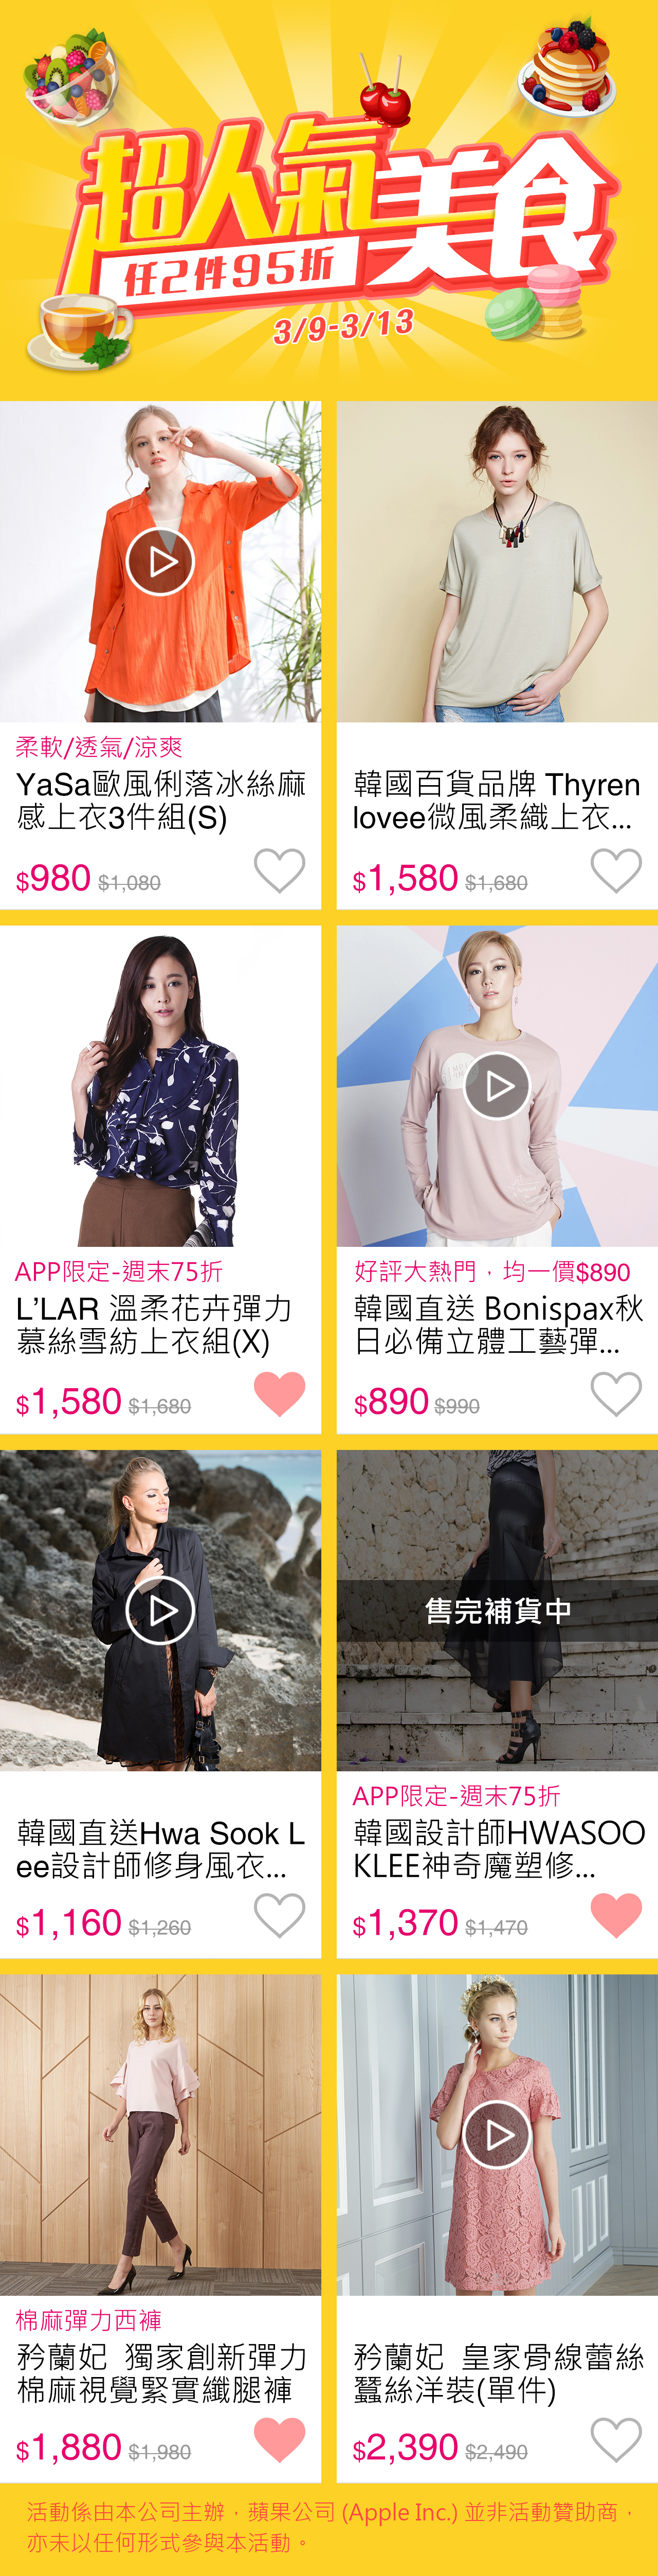 超人氣美食
任2件95折
3/9-3/13
柔軟/透氣/涼爽
YaSa歐風俐落冰絲麻
感上衣3件組(S)
$980 $1,080
韓國百貨品牌 Thyren
lovee微風柔織上衣...
$1,580 $1,680
APP限定-週末75折
L'LAR 溫柔花卉彈力
慕絲雪紡上衣組(X)
$1,580 $1,680
好評大熱門，均一價$890
韓國直送 Bonispax秋
日必備立體工藝彈...
$890 $990
韓國直送Hwa Sook L
ee設計師修身風衣...
$1,160 $1,260
售完補貨中
APP限定-週末75折
韓國設計師HWASOO
KLEE神奇魔塑修...
$1,370 $1,470
棉麻彈力西褲
矜蘭妃 獨家創新彈力
棉麻視覺緊實纖腿褲
$1,880 $1,980
矜蘭妃 皇家骨線蕾絲
蠶絲洋裝(單件)
$2,390 $2,490
活動係由本公司主辦，蘋果公司 (Apple Inc.) 並非活動贊助商，
亦未以任何形式參與本活動。